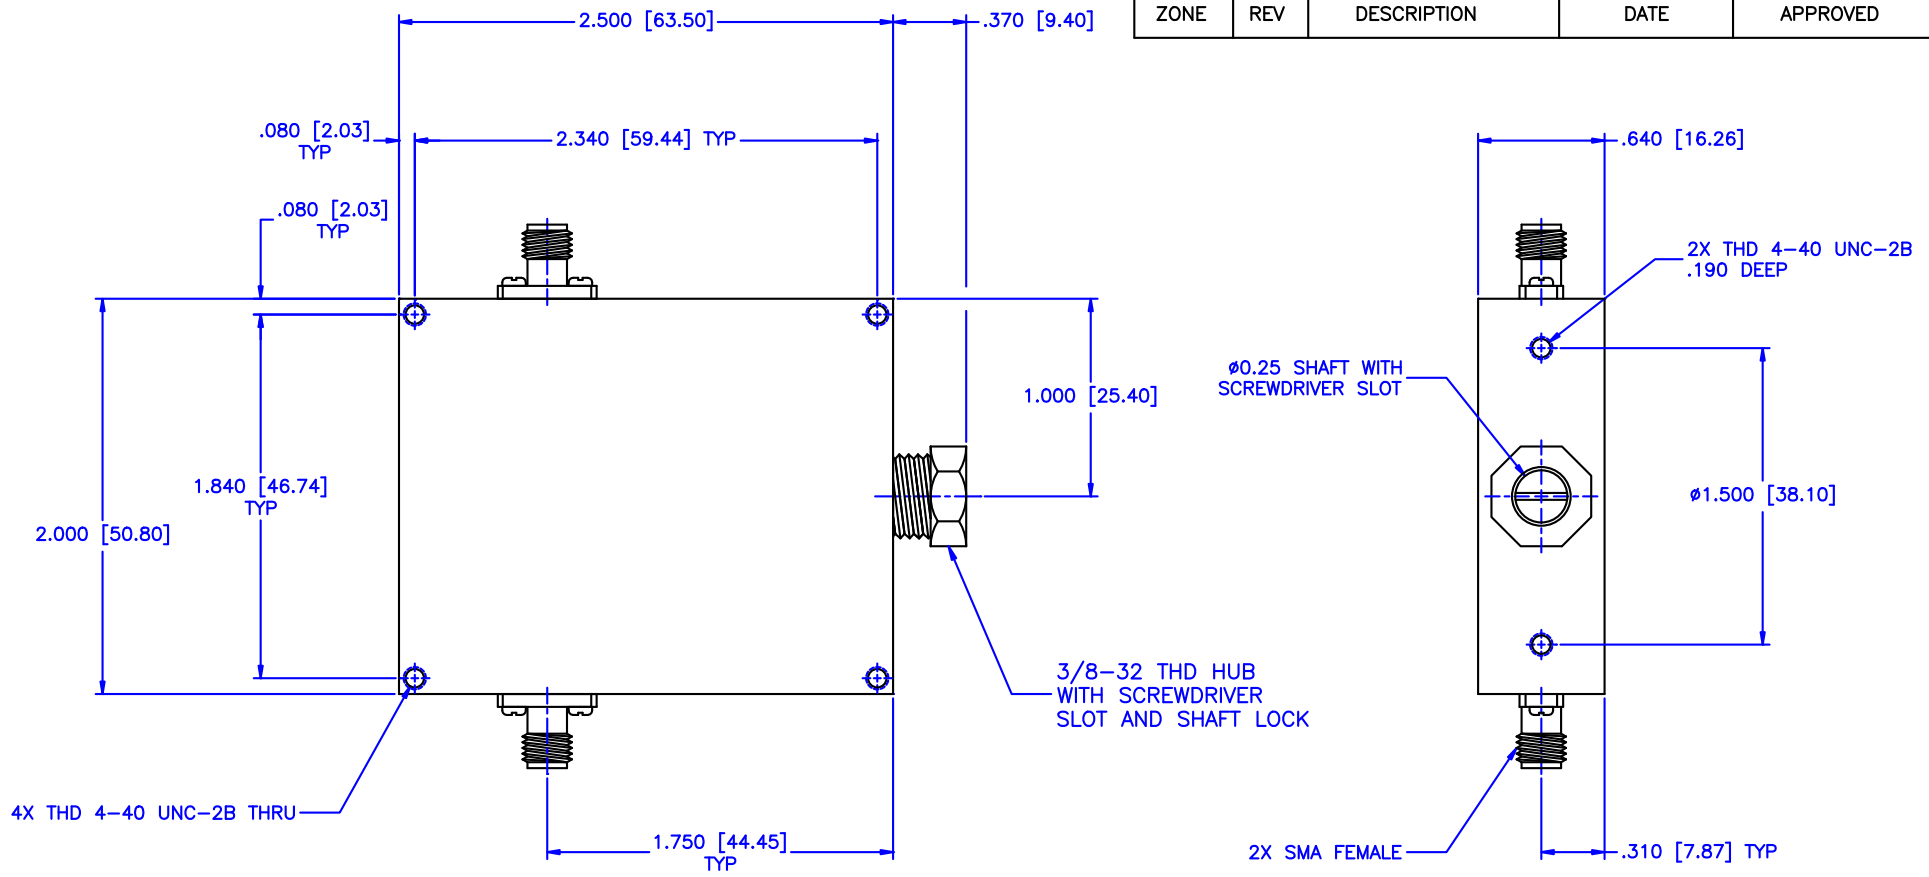 ZONE REV DESCRIPTION DATE APPROVED
2.500 [63.50]
.370 [9.40]
.080 [2.03]
TYP
2.340 [59.44] TYP
.640 [16.26]
.080 [2.03]
TYP
2X THD 4-40 UNC-2B
.190 DEEP
ø0.25 SHAFT WITH
SCREWDRIVER SLOT
1.000 [25.40]
1.840 [46.74]
TYP
ø1.500 [38.10]
2.000 [50.80]
3/8-32 THD HUB
WITH SCREWDRIVER
SLOT AND SHAFT LOCK
4X THD 4-40 UNC-2B THRU
1.750 [44.45]
TYP
2X SMA FEMALE
.310 [7.87] TYP